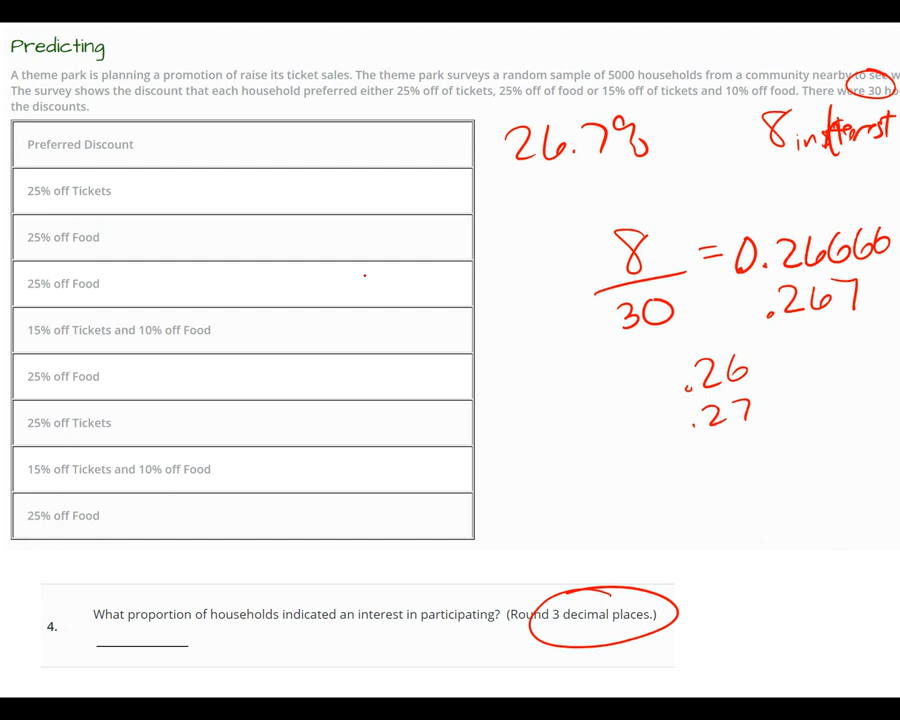 Predicting
A theme park is planning a promotion of raise its ticket sales. The theme park surveys a random sample of 5000 households from a community nearby to see w
The survey shows the discount that each household preferred either 25% off of tickets, 25% off of food or 15% off of tickets and 10% off food. There were 30 h
the discounts.
Preferred Discount
25% off Tickets
25% off Food
25% off Food
15% off Tickets and 10% off Food
25% off Food
25% off Tickets
15% off Tickets and 10% off Food
25% off Food
26.7%
8 interest
8
30
= 0.26666
.267
.26
.27
4.
What proportion of households indicated an interest in participating? (Round 3 decimal places.)